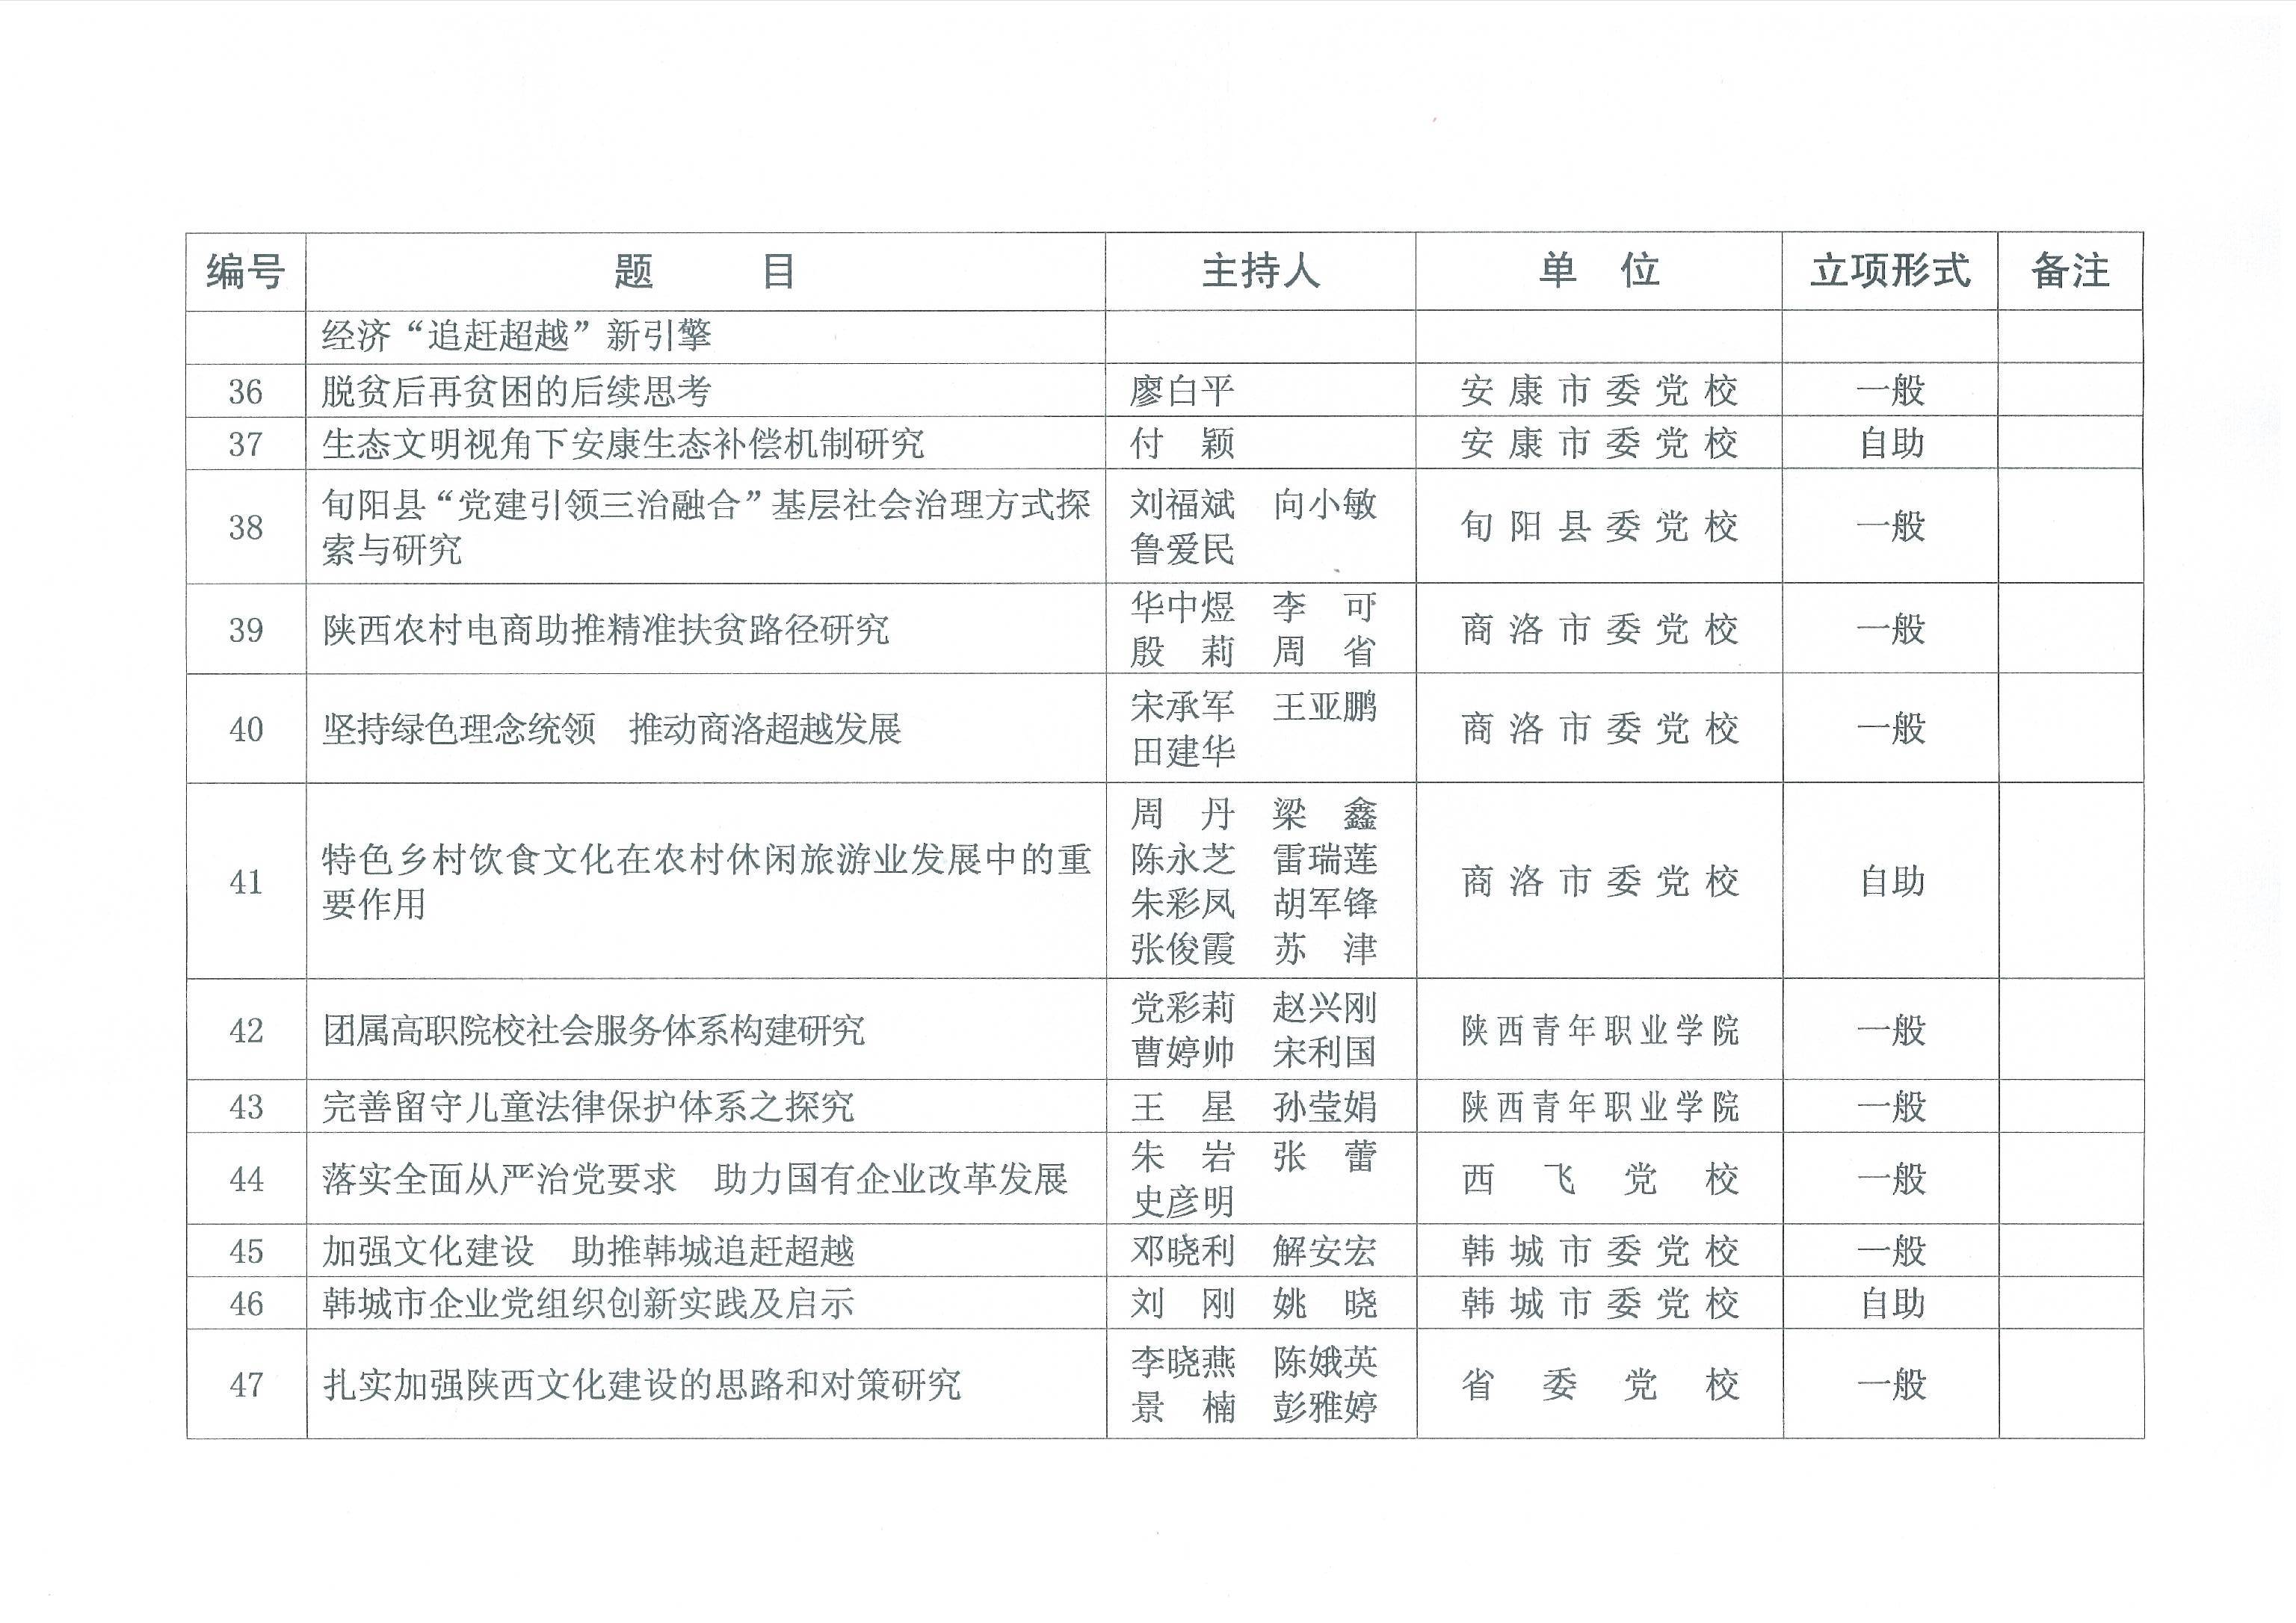 编号 题 目 主持人 单 位 立项形式 备注
经济“追赶超越”新引擎
36 脱贫后再贫困的后续思考 廖白平 安康市委党校 一般
37 生态文明视角下安康生态补偿机制研究 付 颖 安康市委党校 自助
38 旬阳县“党建引领三治融合”基层社会治理方式探
索与研究 刘福斌 向小敏
鲁爱民 旬阳县委党校 一般
39 陕西农村电商助推精准扶贫路径研究 华中煜 李 可
殷 莉 周 省 商洛市委党校 一般
40 坚持绿色理念统领 推动商洛超越发展 宋承军 王亚鹏
田建华 商洛市委党校 一般
41 特色乡村饮食文化在农村休闲旅游业发展中的重
要作用 周 丹 梁 鑫
陈永芝 雷瑞莲
朱彩凤 胡军锋
张俊霞 苏 津 商洛市委党校 自助
42 团属高职院校社会服务体系构建研究 党彩莉 赵兴刚
曹婷帅 宋利国 陕西青年职业学院 一般
43 完善留守儿童法律保护体系之探究 王 星 孙莹娟 陕西青年职业学院 一般
44 落实全面从严治党要求 助力国有企业改革发展 朱 岩 张 蕾
史彦明 西飞党校 一般
45 加强文化建设 助推韩城追赶超越 邓晓利 解安宏 韩城市委党校 一般
46 韩城市企业党组织创新实践及启示 刘 刚 姚 晓 韩城市委党校 自助
47 扎实加强陕西文化建设的思路和对策研究 李晓燕 陈娥英
景 楠 彭雅婷 省委党校 一般